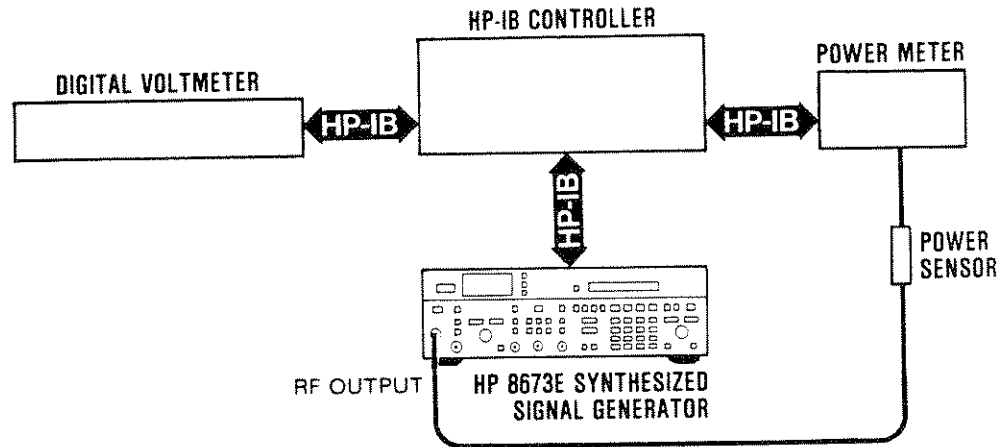 HP-IB CONTROLLER
POWER METER
DIGITAL VOLTMETER
HP-IB
HP-IB
HP-IB
POWER
SENSOR
RF OUTPUT
HP 8673E SYNTHESIZED
SIGNAL GENERATOR